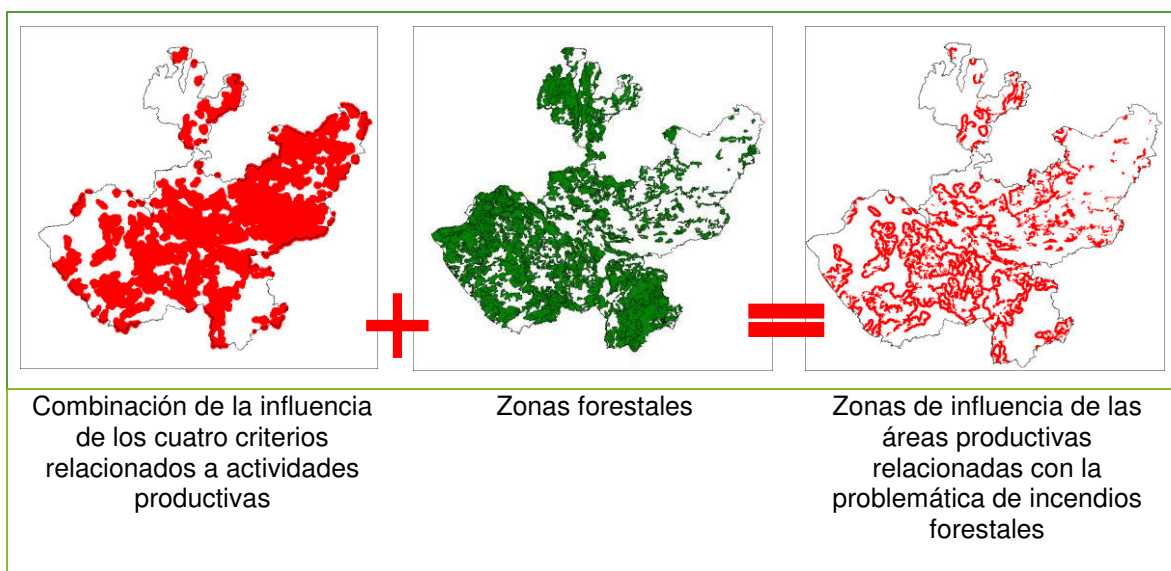 Combinación de la influencia
de los cuatro criterios
relacionados a actividades
productivas
Zonas forestales
Zonas de influencia de las
áreas productivas
relacionadas con la
problemática de incendios
forestales